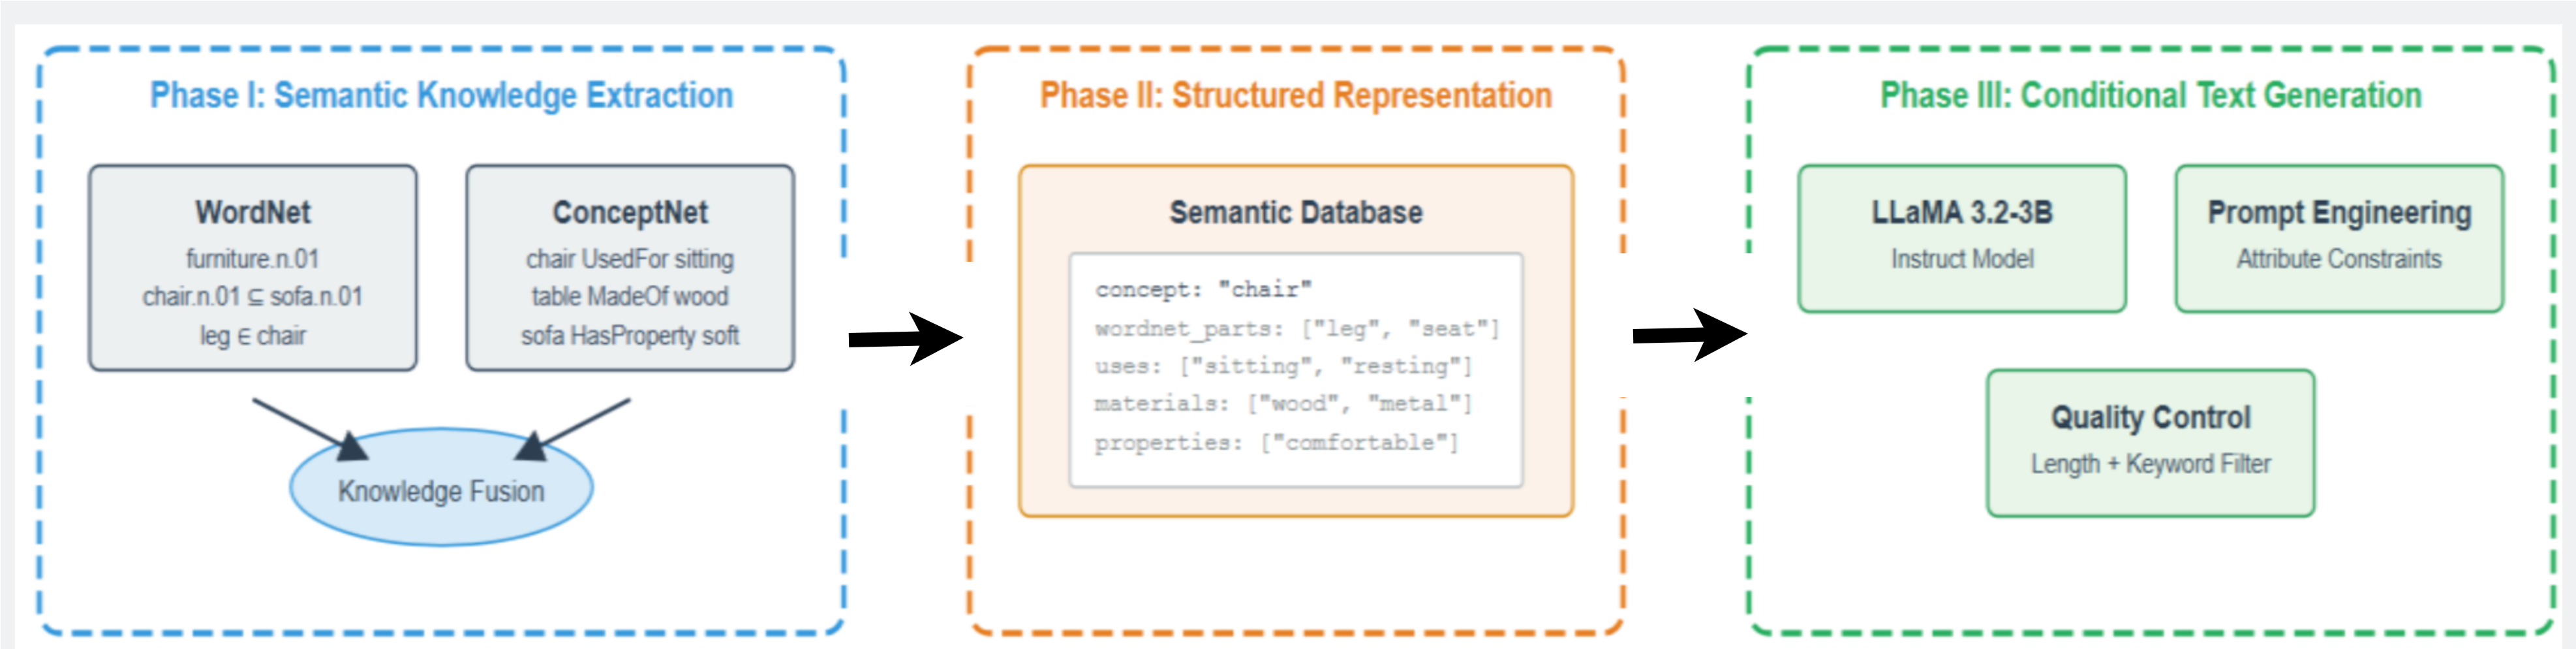 Phase I: Semantic Knowledge Extraction
WordNet
furniture.n.01
chair.n.01 ⊆ sofa.n.01
leg ∈ chair
ConceptNet
chair UsedFor sitting
table MadeOf wood
sofa HasProperty soft
Knowledge Fusion
Phase II: Structured Representation
Semantic Database
concept: "chair"
wordnet_parts: ["leg", "seat"]
uses: ["sitting", "resting"]
materials: ["wood", "metal"]
properties: ["comfortable"]
Phase III: Conditional Text Generation
LLaMA 3.2-3B
Instruct Model
Prompt Engineering
Attribute Constraints
Quality Control
Length + Keyword Filter